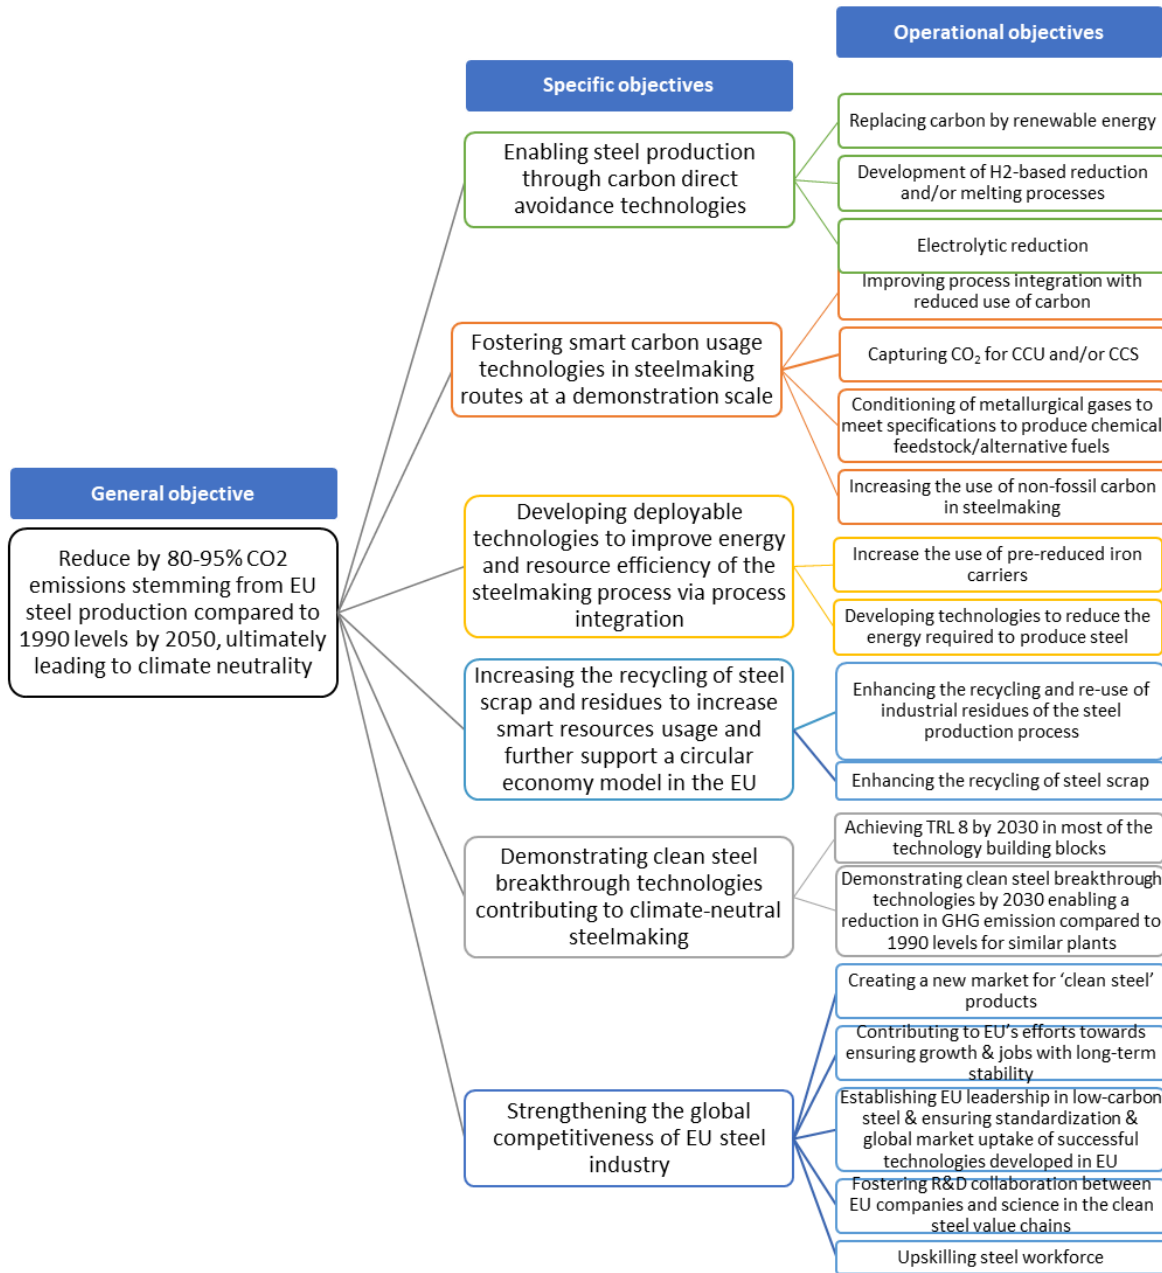 General objective
Reduce by 80-95% CO2
emissions stemming from EU
steel production compared to
1990 levels by 2050, ultimately
leading to climate neutrality
Specific objectives
Enabling steel production
through carbon direct
avoidance technologies
Fostering smart carbon usage
technologies in steelmaking
routes at a demonstration scale
Developing deployable
technologies to improve energy
and resource efficiency of the
steelmaking process via process
integration
Increasing the recycling of steel
scrap and residues to increase
smart resources usage and
further support a circular
economy model in the EU
Demonstrating clean steel
breakthrough technologies
contributing to climate-neutral
steelmaking
Strengthening the global
competitiveness of EU steel
industry
Operational objectives
Replacing carbon by renewable energy
Development of H2-based reduction
and/or melting processes
Electrolytic reduction
Improving process integration with
reduced use of carbon
Capturing CO₂ for CCU and/or CCS
Conditioning of metallurgical gases to
meet specifications to produce chemical
feedstock/alternative fuels
Increasing the use of non-fossil carbon
in steelmaking
Increase the use of pre-reduced iron
carriers
Developing technologies to reduce the
energy required to produce steel
Enhancing the recycling and re-use of
industrial residues of the steel
production process
Enhancing the recycling of steel scrap
Achieving TRL 8 by 2030 in most of the
technology building blocks
Demonstrating clean steel breakthrough
technologies by 2030 enabling a
reduction in GHG emission compared to
1990 levels for similar plants
Creating a new market for ‘clean steel’
products
Contributing to EU’s efforts towards
ensuring growth & jobs with long-term
stability
Establishing EU leadership in low-carbon
steel & ensuring standardization &
global market uptake of successful
technologies developed in EU
Fostering R&D collaboration between
EU companies and science in the clean
steel value chains
Upskilling steel workforce